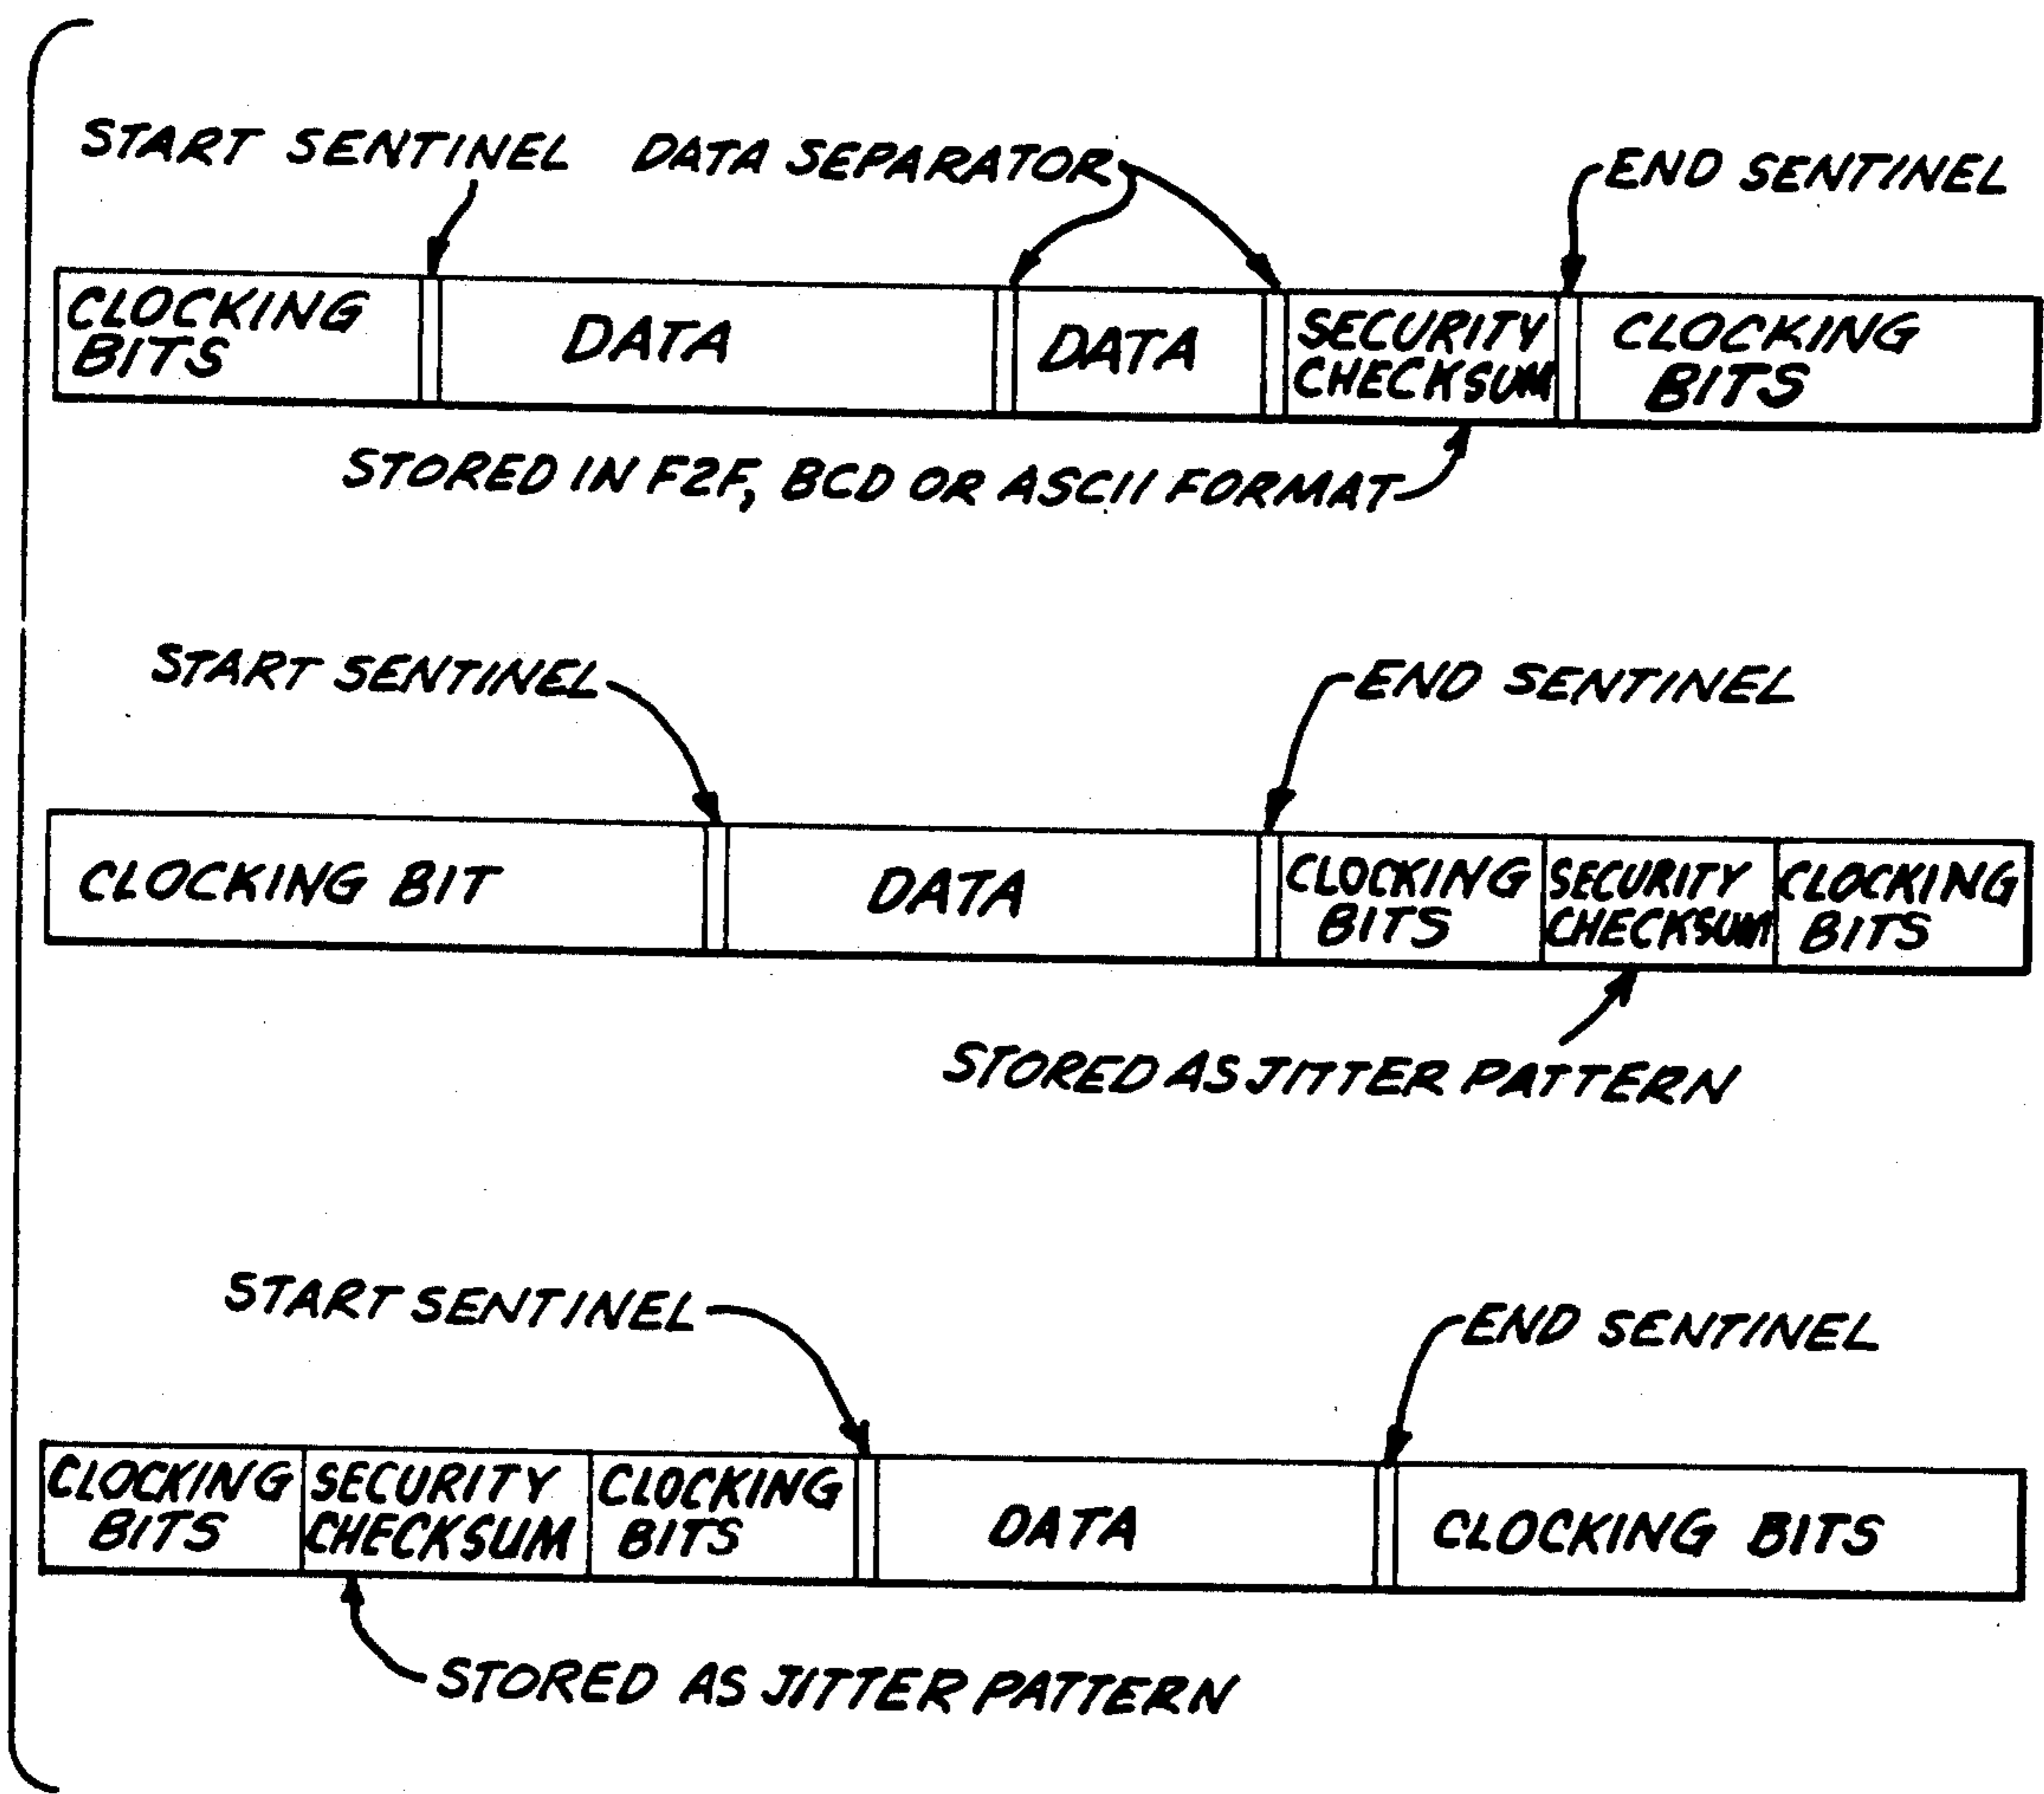 START SENTINEL DATA SEPARATOR END SENTINEL
CLOCKING
BITS
DATA
DATA
SECURITY
CHECKSUM
CLOCKING
BITS
STORED IN F2F, BCD OR ASCII FORMAT
START SENTINEL END SENTINEL
CLOCKING BIT
DATA
CLOCKING
BITS
SECURITY
CHECKSUM
CLOCKING
BITS
STORED AS JITTER PATTERN
START SENTINEL END SENTINEL
CLOCKING
BITS
SECURITY
CHECKSUM
CLOCKING
BITS
DATA
CLOCKING BITS
STORED AS JITTER PATTERN